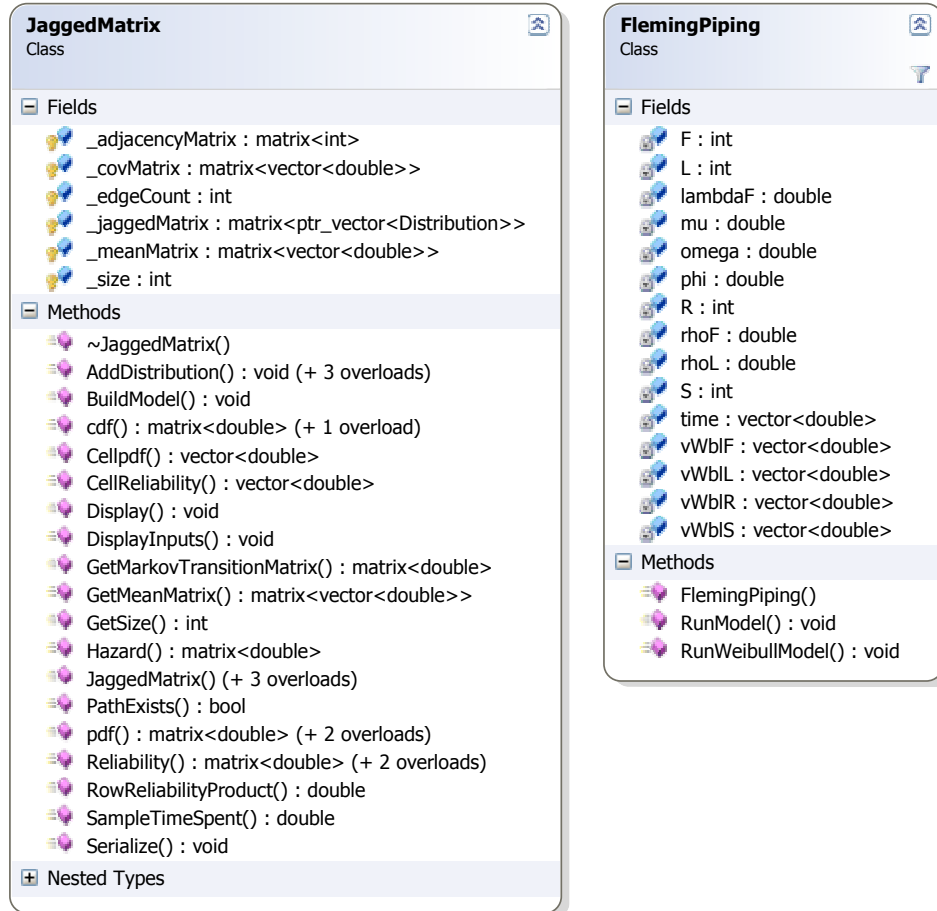 JaggedMatrix
Class
Fields
_adjacencyMatrix : matrix<int>
_covMatrix : matrix<vector<double>>
_edgeCount : int
_jaggedMatrix : matrix<ptr_vector<Distribution>>
_meanMatrix : matrix<vector<double>>
_size : int
Methods
~JaggedMatrix()
AddDistribution() : void (+ 3 overloads)
BuildModel() : void
cdf() : matrix<double> (+ 1 overload)
Cellpdf() : vector<double>
CellReliability() : vector<double>
Display() : void
DisplayInputs() : void
GetMarkovTransitionMatrix() : matrix<double>
GetMeanMatrix() : matrix<vector<double>>
GetSize() : int
Hazard() : matrix<double>
JaggedMatrix() (+ 3 overloads)
PathExists() : bool
pdf() : matrix<double> (+ 2 overloads)
Reliability() : matrix<double> (+ 2 overloads)
RowReliabilityProduct() : double
SampleTimeSpent() : double
Serialize() : void
Nested Types
FlemingPiping
Class
Fields
F : int
L : int
lambdaF : double
mu : double
omega : double
phi : double
R : int
rhoF : double
rhoL : double
S : int
time : vector<double>
vWblF : vector<double>
vWblL : vector<double>
vWblR : vector<double>
vWblS : vector<double>
Methods
FlemingPiping()
RunModel() : void
RunWeibullModel() : void